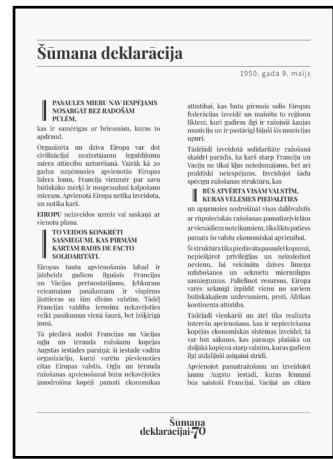 Šūmana deklarācija
1950. gada 9. maijs
PASAULES MIERU NAV IESPĒJAMS
NOSARGĀT BEZ RADOŠĀM
PŪLĒM,
kas ir samērīgas ar briesmām, kuras to
apdraud.
Organizēta un dzīva Eiropa var dot
civilizācijai neaizstājamu ieguldījumu
miera attiecību uzturēšanā. Vairāk kā 20
gadus uzņēmusies apvienotās Eiropas
līdera lomu, Francija vienmēr par savu
būtiskāko mērķi ir nospraudusi kalpošanu
mieram. Apvienotā Eiropa netika izveidota,
un notika karš.
EIROPU neizveidos uzreiz vai saskaņā ar
vienotu plānu.
TO VEIDOS KONKRĒTI
SASNIEGUMI, KAS PIRMĀM
KĀRTĀM RADĪS DE FACTO
SOLIDARITĀTI.
Eiropas tautu apvienošanās labad ir
jāizbeidz gadiem ilgušais Francijas
un Vācijas pretnostatījums. Jebkuram
veicamajam pasākumam ir vispirms
jāattiecas uz šīm divām valstīm. Tādēļ
Francijas valdība ierosina nekavējoties
veikt pasākumus vienā šaurā, bet izšķirīgā
jomā.
Tā piedāvā nodot Francijas un Vācijas
ogļu un tērauda ražošanu kopējas
Augstās iestādes pārziņā; šī iestāde vadītu
organizāciju, kurai varētu pievienoties
citas Eiropas valstis. Ogļu un tērauda
ražošanas apvienošanai būtu nekavējoties
jānodrošina kopēji pamati ekonomikas
attīstībai, kas būtu pirmais solis Eiropas
federācijas izveidē un mainītu to reģionu
likteni, kuri gadiem ilgi ir ražojuši kaujas
munīciju un ir pastāvīgi bijuši šīs munīcijas
upuri.
Tādējādi izveidotā solidaritāte ražošanā
skaidri parādīs, ka karš starp Franciju un
Vāciju ne tikai kļūs neiedomājams, bet arī
praktiski neiespējams. Izveidojot šādu
spēcīgu ražošanas struktūru, kas
BŪS ATVĒRTA VISĀM VALSTĪM,
KURAS VĒLĒSIES PIEDALĪTIES
un apņemsies nodrošināt visas dalībvalstis
ar rūpnieciskās ražošanas pamatizejvielām
ar vienādiem noteikumiem, tiks likts patiess
pamats šo valstu ekonomiskai apvienībai.
Šī struktūra tiks piedāvāta pasaulei kopumā,
nepiešķirot privilēģijas un neizslēdzot
nevienu, lai veicinātu dzīves līmeņa
uzlabošanos un sekmētu miermīlīgus
sasniegumus. Palielinot resursus, Eiropa
varēs sekmīgi izpildīt vienu no saviem
būtiskākajiem uzdevumiem, proti, Āfrikas
kontinenta attīstību.
Tādējādi vienkārši un ātri tiks realizēta
interešu apvienošana, kas ir nepieciešama
kopējas ekonomiskās sistēmas izveidei; tā
var būt sākums, kas pāraugs plašākā un
dziļākā kopienā starp valstīm, kuras gadiem
ilgi atdalījuši asiņaini strīdi.
Apvienojot pamatražošanu un izveidojot
jaunu Augsto iestādi, kuras lēmumi
būs saistoši Francijai, Vācijai un citām
Šūmana
deklarācijai 70